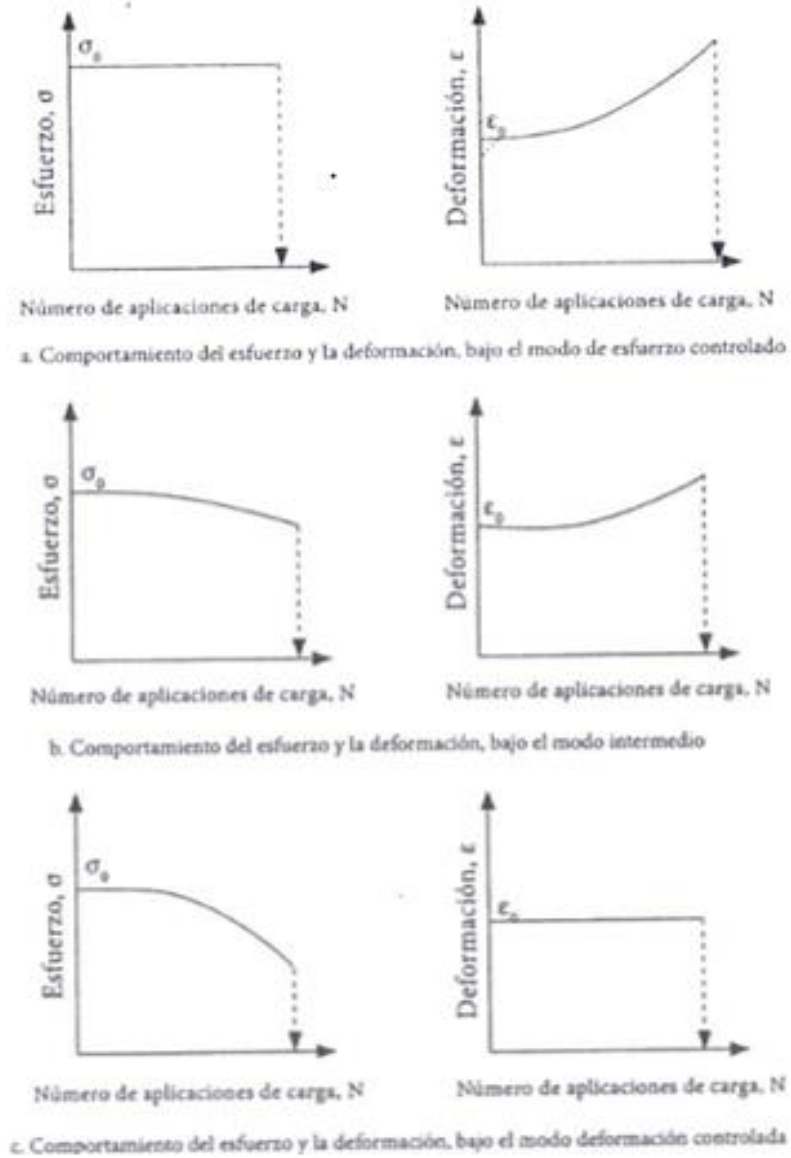 σ₀
Esfuerzo, σ
Número de aplicaciones de carga, N
ε₀
Deformación, ε
Número de aplicaciones de carga, N
a. Comportamiento del esfuerzo y la deformación, bajo el modo de esfuerzo controlado
σ₀
Esfuerzo, σ
Número de aplicaciones de carga, N
ε₀
Deformación, ε
Número de aplicaciones de carga, N
b. Comportamiento del esfuerzo y la deformación, bajo el modo intermedio
σ₀
Esfuerzo, σ
Número de aplicaciones de carga, N
ε₀
Deformación, ε
Número de aplicaciones de carga, N
c. Comportamiento del esfuerzo y la deformación, bajo el modo deformación controlada